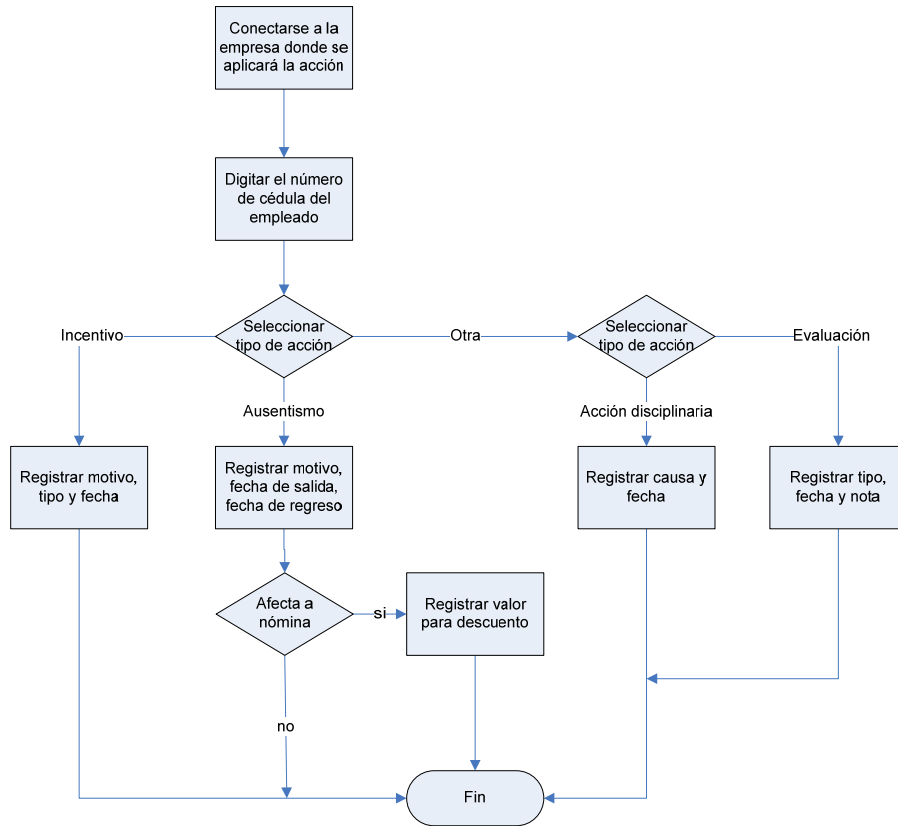 Conectarse a la
empresa donde se
aplicará la acción
Digitar el número
de cédula del
empleado
Incentivo
Seleccionar
tipo de acción
Otra
Seleccionar
tipo de acción
Evaluación
Ausentismo
Acción disciplinaria
Registrar motivo,
tipo y fecha
Registrar motivo,
fecha de salida,
fecha de regreso
Registrar causa y
fecha
Registrar tipo,
fecha y nota
Afecta a
nómina
si
Registrar valor
para descuento
no
Fin